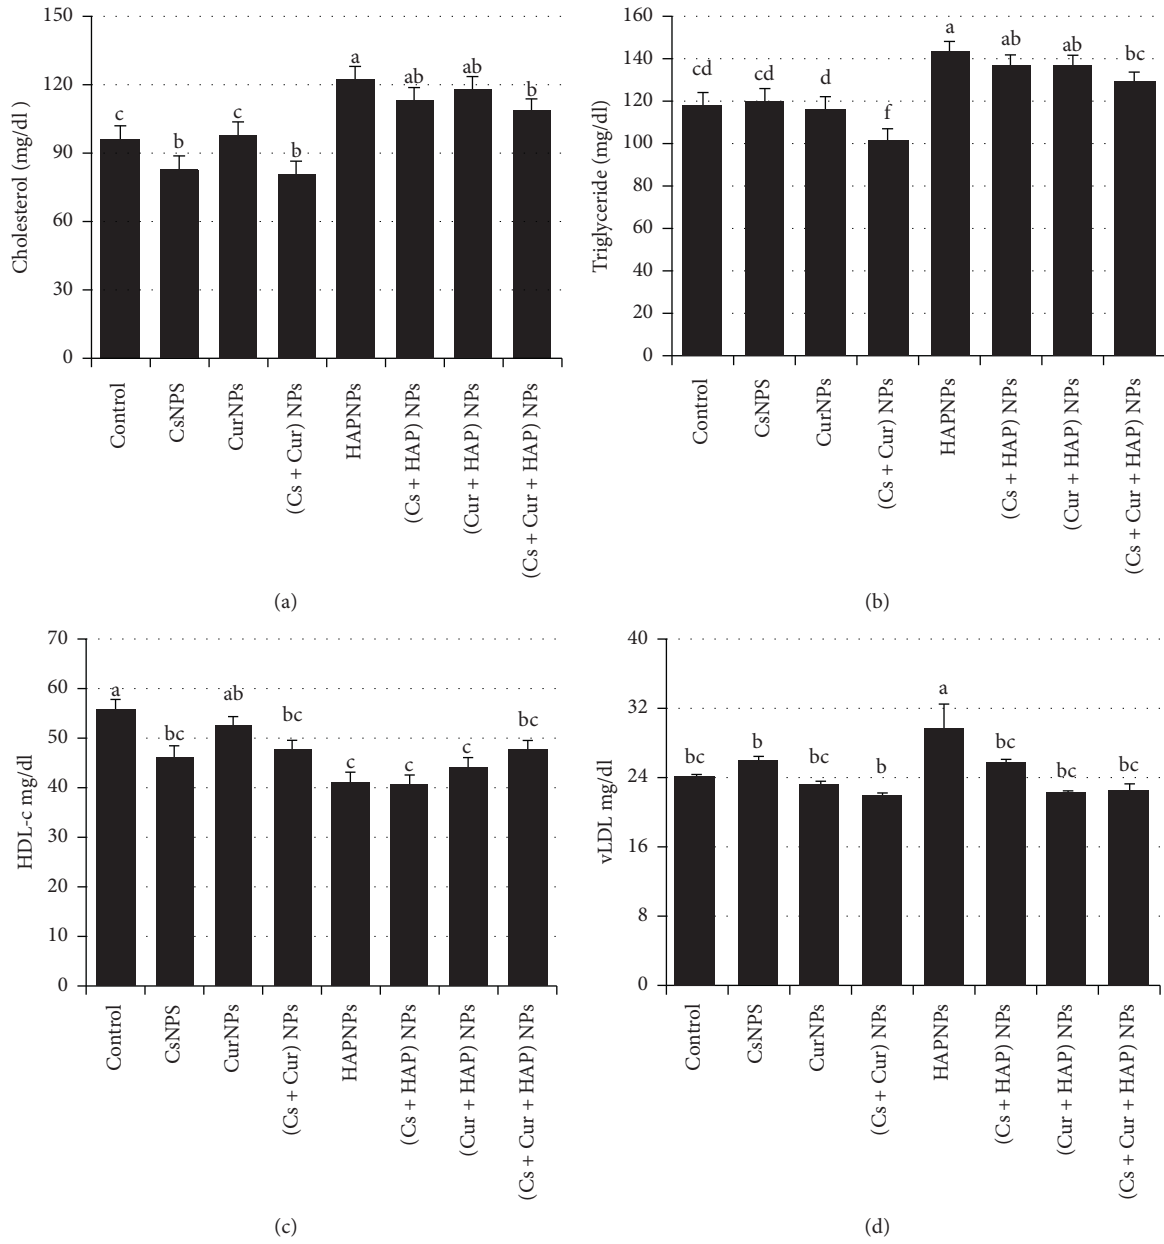 150
120
90
60
30
0
Cholesterol (mg/dl )
c
b
c
b
a
ab
ab
b
Control
CsNPS
CurNPs
(Cs + Cur) NPs
HAPNPs
(Cs + HAP) NPs
(Cur + HAP) NPs
(Cs + Cur + HAP) NPs
(a)
160
140
120
100
80
60
40
20
0
Triglyceride (mg/dl)
cd
cd
d
f
a
ab
ab
bc
Control
CsNPS
CurNPs
(Cs + Cur) NPs
HAPNPs
(Cs + HAP) NPs
(Cur + HAP) NPs
(Cs + Cur + HAP) NPs
(b)
70
60
50
40
30
20
10
0
HDL-c mg/dl
a
bc
ab
bc
c
c
c
bc
Control
CsNPS
CurNPs
(Cs + Cur) NPs
HAPNPs
(Cs + HAP) NPs
(Cur + HAP) NPs
(Cs + Cur + HAP) NPs
(c)
40
32
24
16
8
0
vLDL mg/dl
bc
b
bc
b
a
bc
bc
bc
Control
CsNPS
CurNPs
(Cs + Cur) NPs
HAPNPs
(Cs + HAP) NPs
(Cur + HAP) NPs
(Cs + Cur + HAP) NPs
(d)